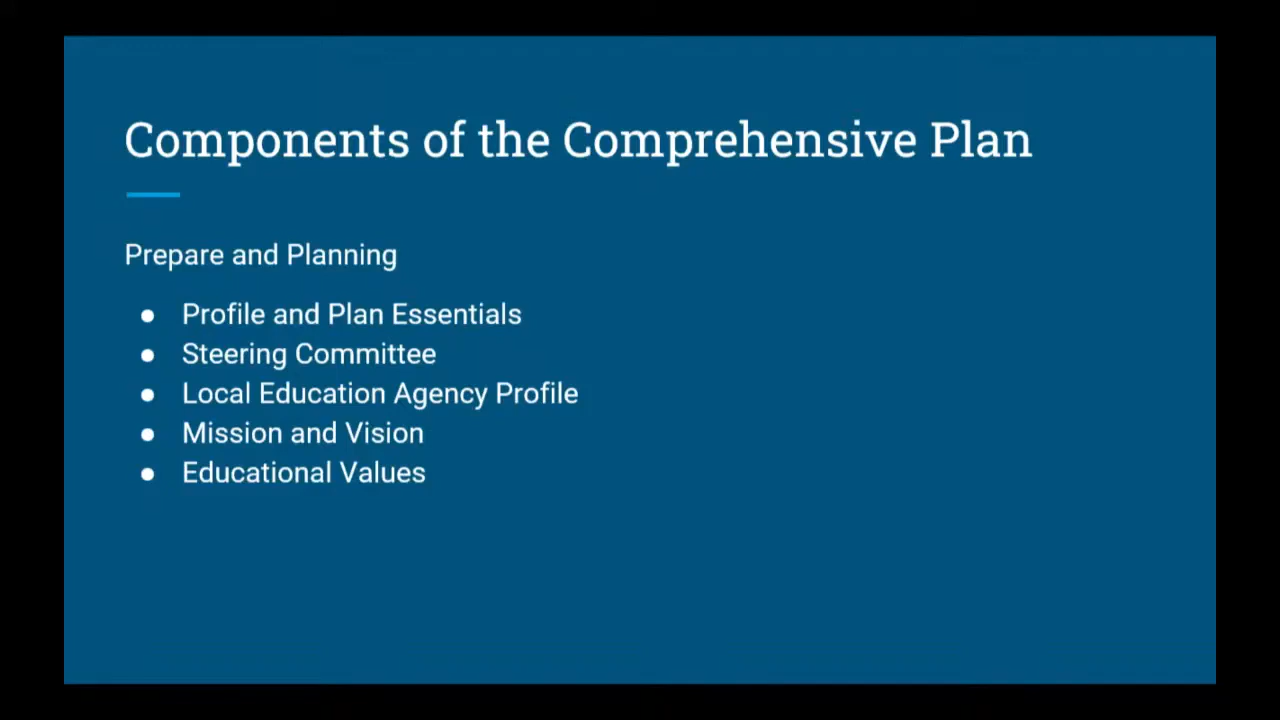 Components of the Comprehensive Plan
Prepare and Planning
● Profile and Plan Essentials
● Steering Committee
● Local Education Agency Profile
● Mission and Vision
● Educational Values